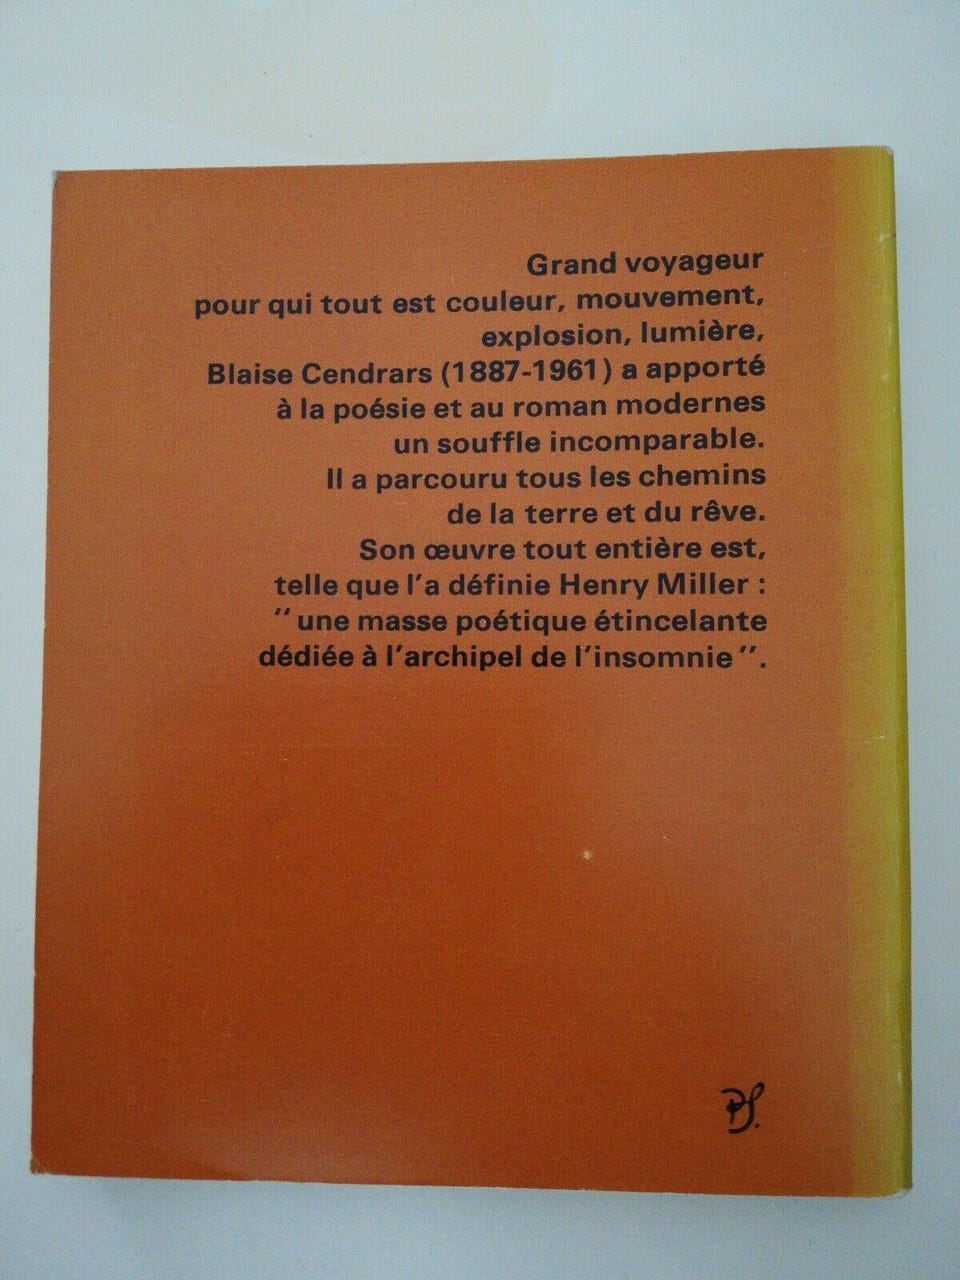 Grand voyageur
pour qui tout est couleur, mouvement,
explosion, lumière,
Blaise Cendrars (1887-1961) a apporté
à la poésie et au roman modernes
un souffle incomparable.
Il a parcouru tous les chemins
de la terre et du rêve.
Son œuvre tout entière est,
telle que l'a définie Henry Miller :
"une masse poétique étincelante
dédiée à l'archipel de l'insomnie".
PS.